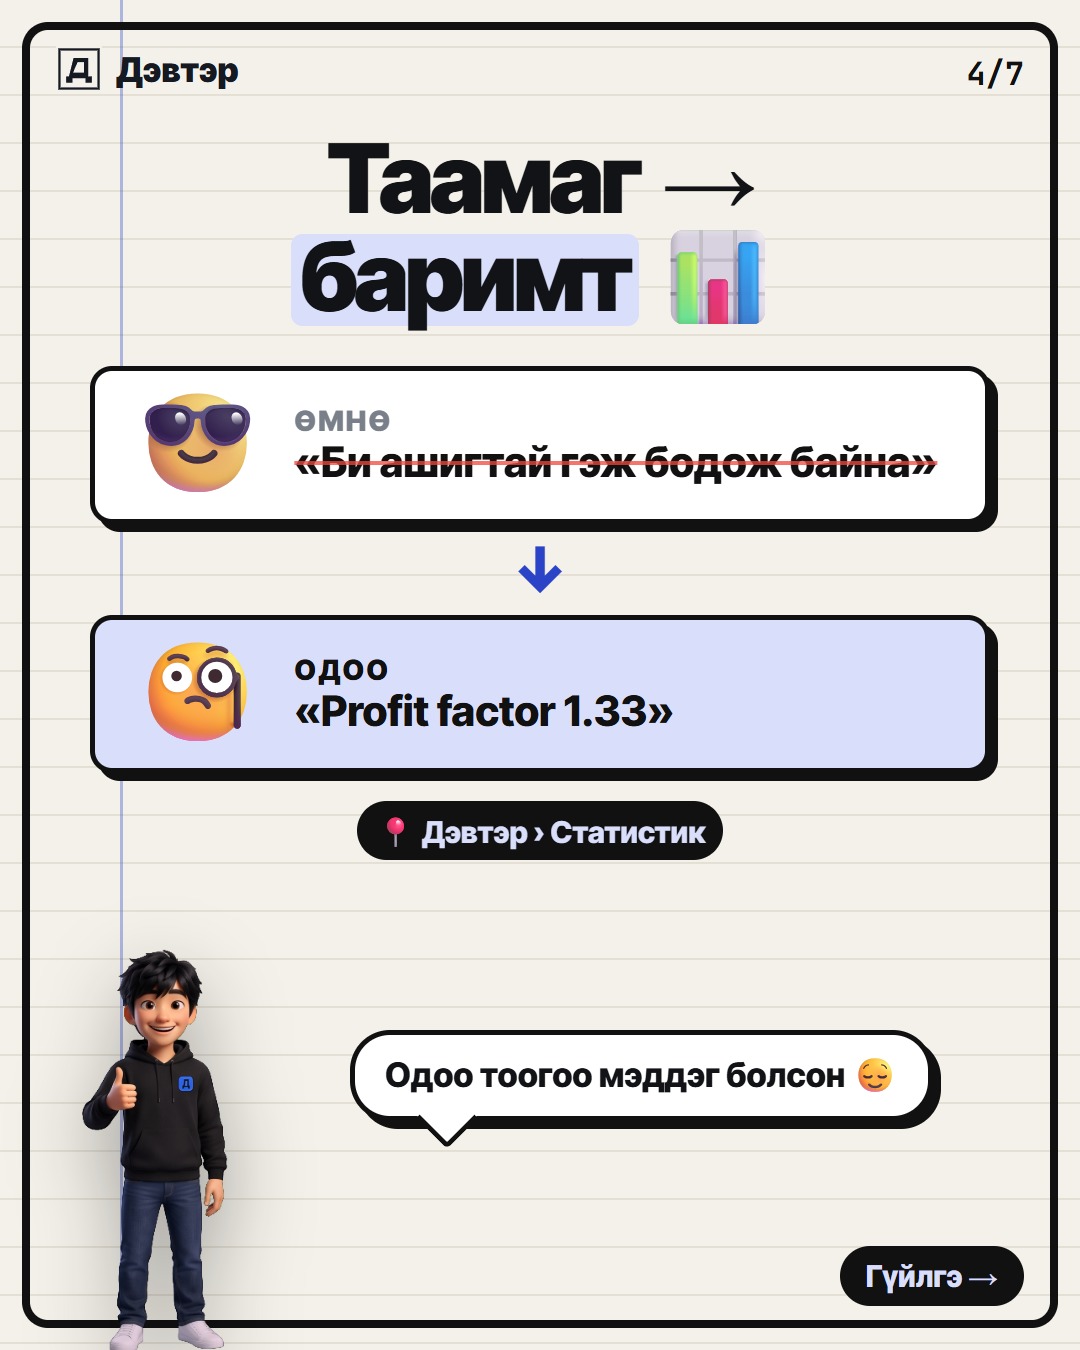 Д Дэвтэр
4/7
Таамаг →
баримт
өмнө
«Би ашигтай гэж бодож байна»
↓
одоо
«Profit factor 1.33»
Дэвтэр › Статистик
Д
Одоо тоогоо мэддэг болсон
Гүйлгэ →